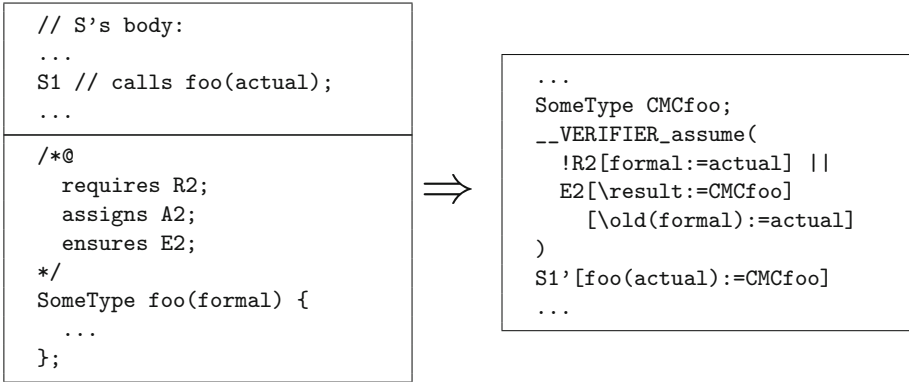 // S's body:
...
S1 // calls foo(actual);
...
/*@
  requires R2;
  assigns A2;
  ensures E2;
*/
SomeType foo(formal) {
  ...
};
⇒
...
SomeType CMCfoo;
__VERIFIER_assume(
  !R2[formal:=actual] ||
  E2[\result:=CMCfoo]
    [\old(formal):=actual]
)
S1'[foo(actual):=CMCfoo]
...